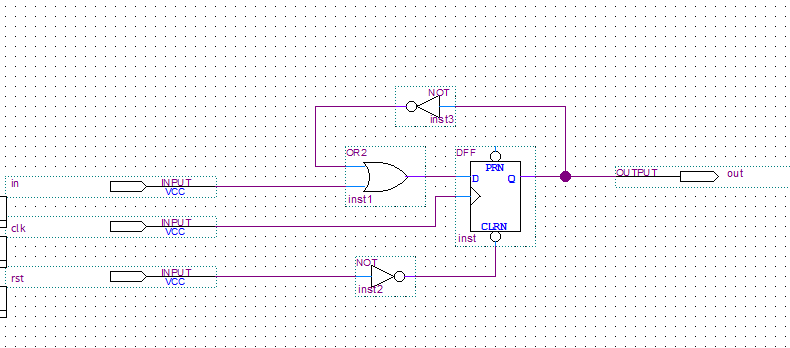 NOT
inst3
OR2
DFF
PRN
in
INPUT
VCC
D
Q
OUTPUT
out
inst1
clk
INPUT
VCC
CLRN
inst
NOT
rst
INPUT
VCC
inst2